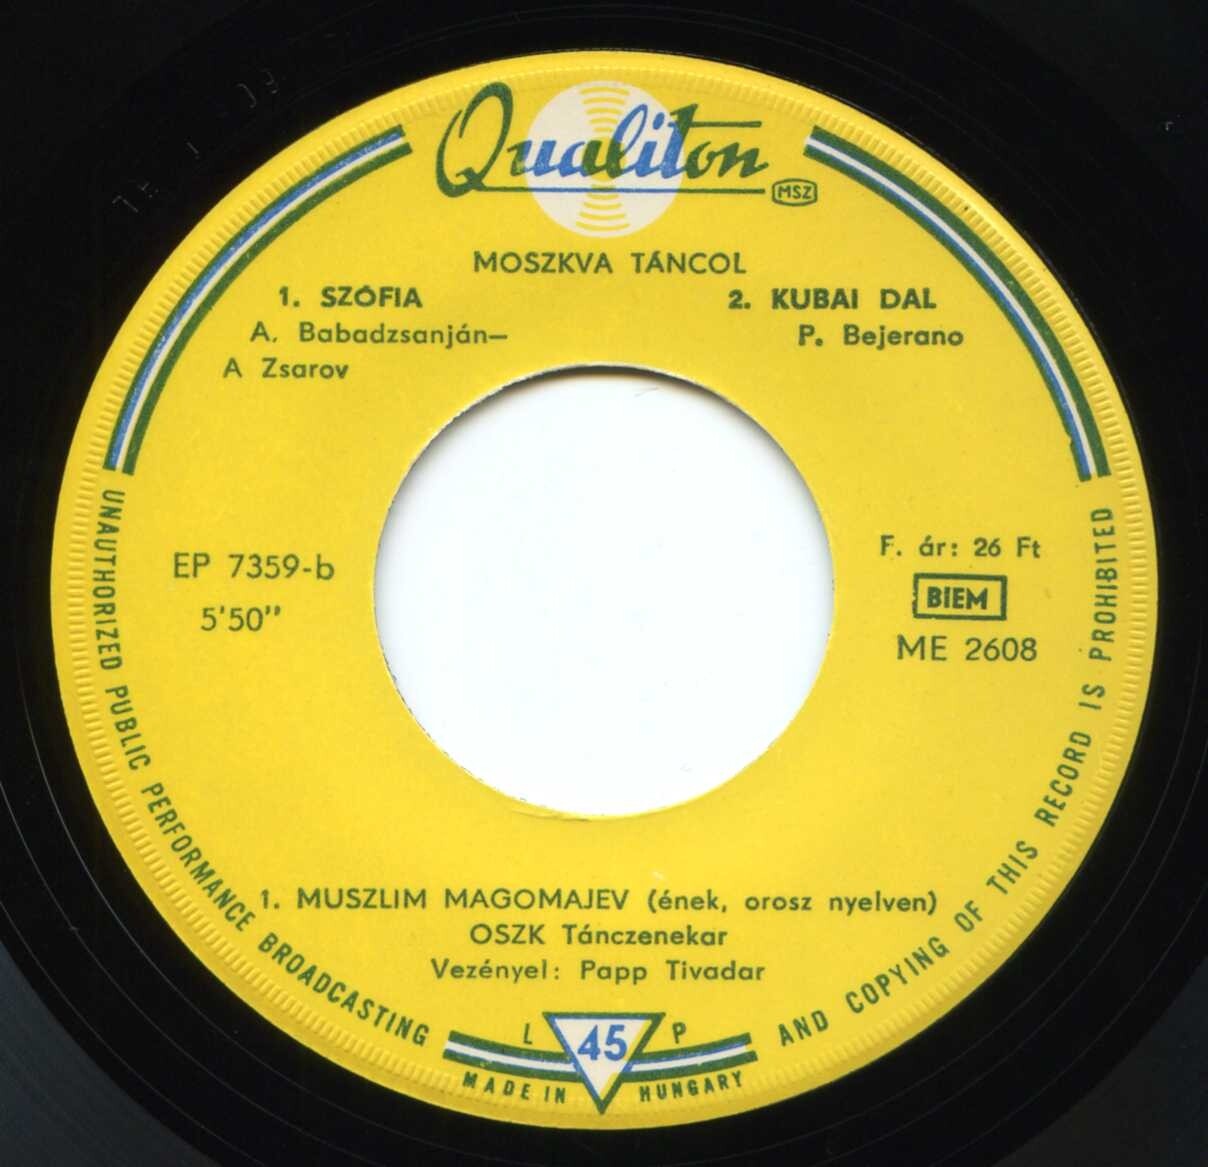 Qualiton
MSZ
MOSZKVA TÁNCOL
1. SZÓFIA
A. Babadzsanján–
A Zsarov
2. KUBAI DAL
P. Bejerano
EP 7359-b
5'50"
F. ár: 26 Ft
BIEM
ME 2608
1. MUSZLIM MAGOMAJEV (ének, orosz nyelven)
OSZK Tánczenekar
Vezényel: Papp Tivadar
L 45 P
MADE IN HUNGARY
UNAUTHORIZED PUBLIC PERFORMANCE BROADCASTING AND COPYING OF THIS RECORD IS PROHIBITED